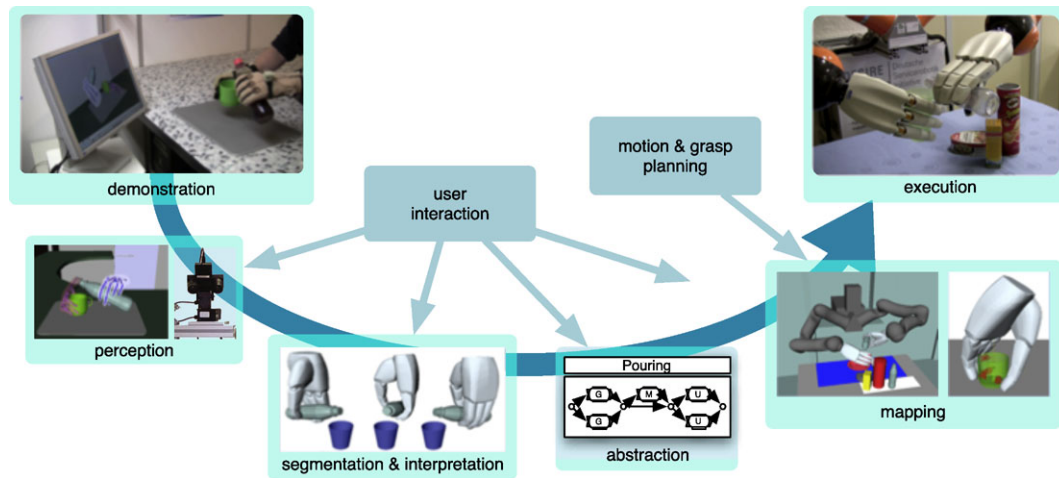 demonstration
user
interaction
motion & grasp
planning
execution
perception
segmentation & interpretation
Pouring
G
M
U
G
U
abstraction
mapping